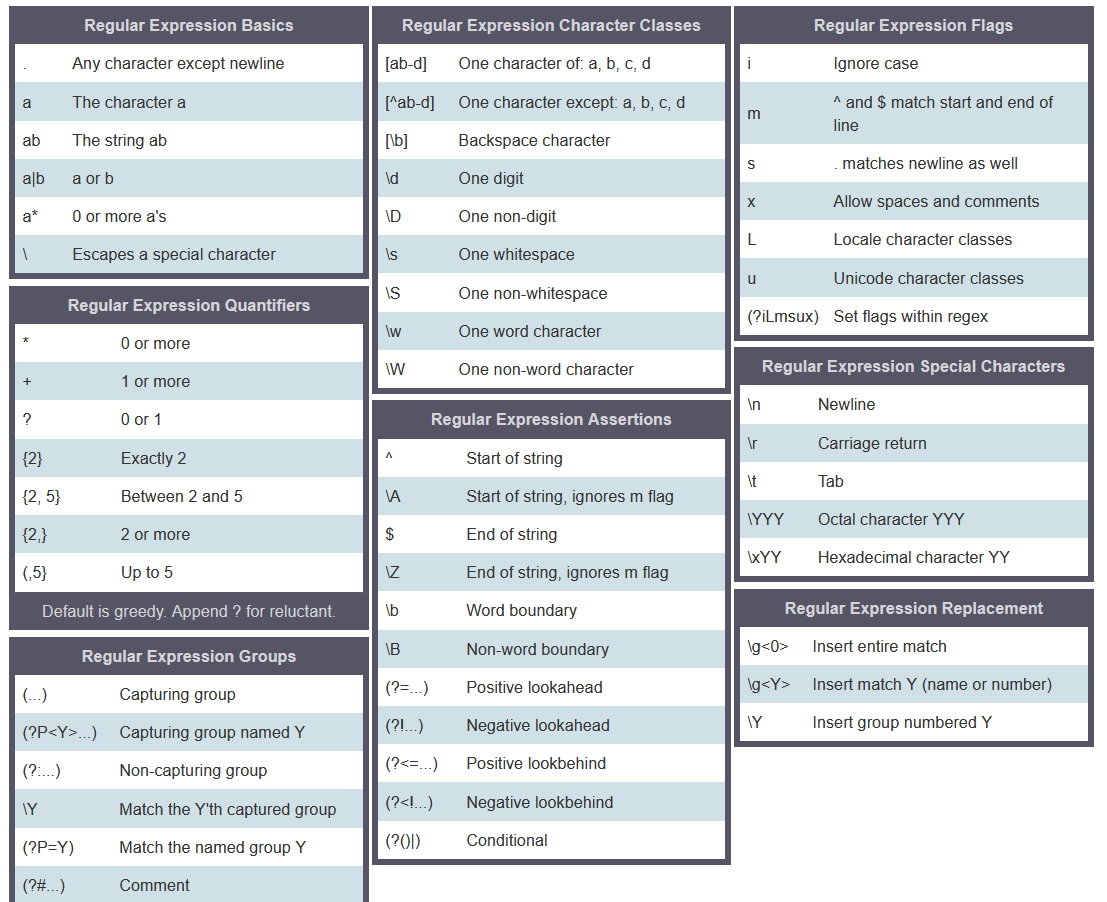 Regular Expression Basics
. Any character except newline
a The character a
ab The string ab
a|b a or b
a* 0 or more a's
\ Escapes a special character
Regular Expression Quantifiers
* 0 or more
+ 1 or more
? 0 or 1
{2} Exactly 2
{2, 5} Between 2 and 5
{2,} 2 or more
(,5} Up to 5
Default is greedy. Append ? for reluctant.
Regular Expression Groups
(...) Capturing group
(?P<Y>...) Capturing group named Y
(?:...) Non-capturing group
\Y Match the Y'th captured group
(?P=Y) Match the named group Y
(?#...) Comment
Regular Expression Character Classes
[ab-d] One character of: a, b, c, d
[^ab-d] One character except: a, b, c, d
[\b] Backspace character
\d One digit
\D One non-digit
\s One whitespace
\S One non-whitespace
\w One word character
\W One non-word character
Regular Expression Assertions
^ Start of string
\A Start of string, ignores m flag
$ End of string
\Z End of string, ignores m flag
\b Word boundary
\B Non-word boundary
(?=...) Positive lookahead
(?!...) Negative lookahead
(?<=...) Positive lookbehind
(?<!...) Negative lookbehind
(?()|) Conditional
Regular Expression Flags
i Ignore case
m ^ and $ match start and end of
line
s . matches newline as well
x Allow spaces and comments
L Locale character classes
u Unicode character classes
(?iLmsux) Set flags within regex
Regular Expression Special Characters
\n Newline
\r Carriage return
\t Tab
\YYY Octal character YYY
\xYY Hexadecimal character YY
Regular Expression Replacement
\g<0> Insert entire match
\g<Y> Insert match Y (name or number)
\Y Insert group numbered Y